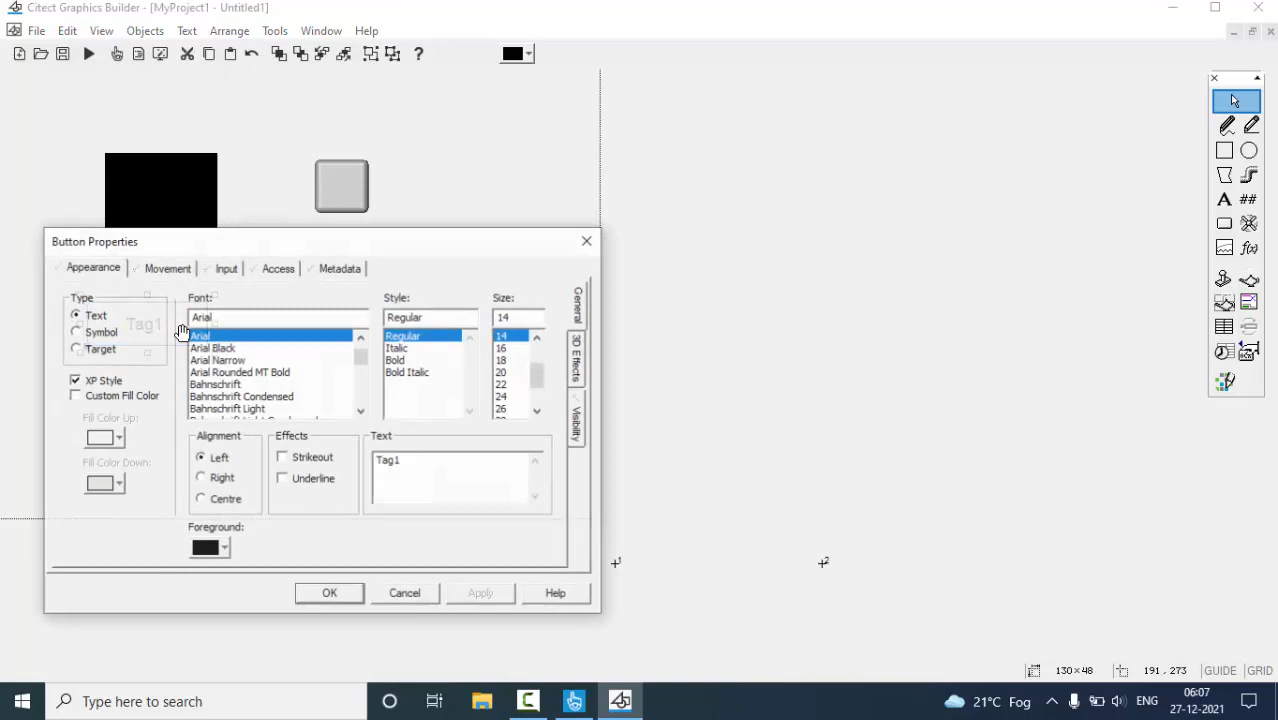 Citect Graphics Builder - [MyProject1 - Untitled1]
File Edit View Objects Text Arrange Tools Window Help
Button Properties
Appearance Movement Input Access Metadata
Type
Text
Symbol
Target
Tag1
XP Style
Custom Fill Color
Fill Color Up:
Fill Color Down:
Font:
Arial
Arial
Arial Black
Arial Narrow
Arial Rounded MT Bold
Bahnschrift
Bahnschrift Condensed
Bahnschrift Light
Style:
Regular
Regular
Italic
Bold
Bold Italic
Size:
14
14
16
18
20
22
24
26
General
3D Effects
Visibility
Alignment
Left
Right
Centre
Effects
Strikeout
Underline
Text
Tag1
Foreground:
OK Cancel Apply Help
A ##
f(x)
1 2
130×48 191,273 GUIDE GRID
Type here to search
21°C Fog
ENG
06:07
27-12-2021